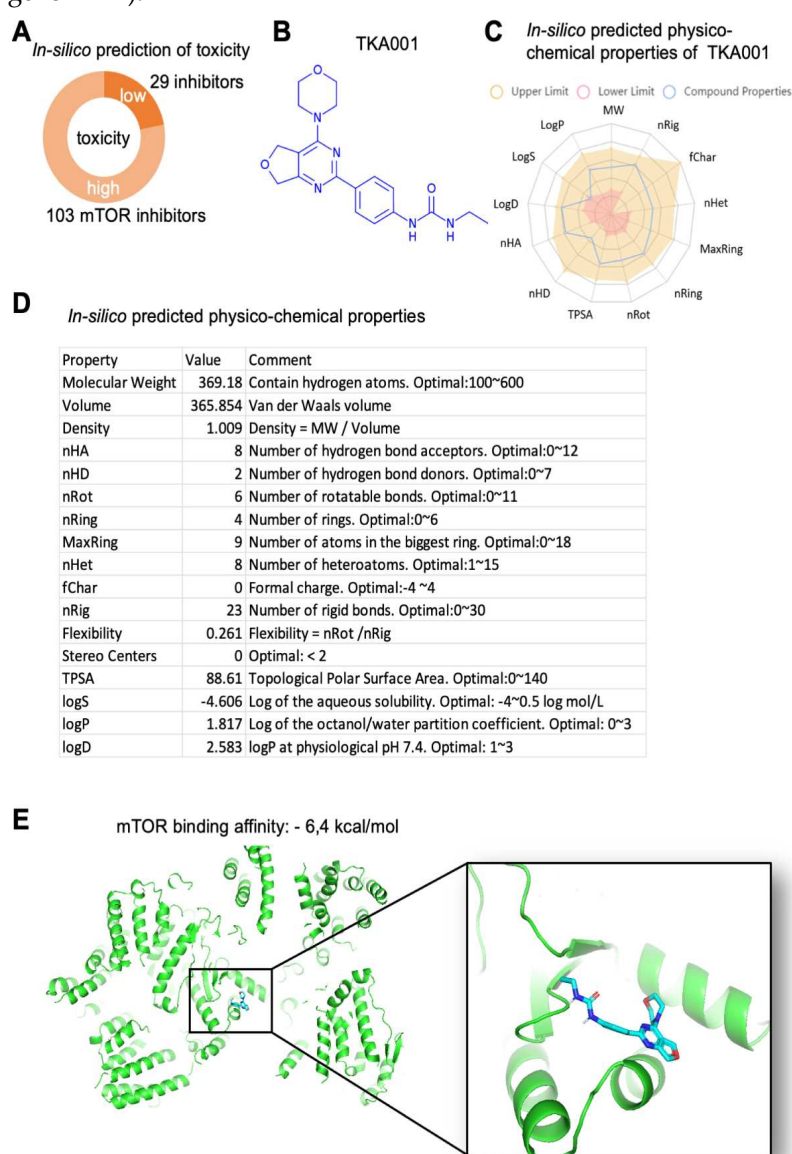 A
In-silico prediction of toxicity
29 inhibitors
low
toxicity
high
103 mTOR inhibitors
B
TKA001
O
N
N
O
N
O
N
H
N
H
C
In-silico predicted physico-
chemical properties of TKA001
Upper Limit Lower Limit Compound Properties
MW
LogP
nRig
LogS
fChar
LogD
nHet
nHA
MaxRing
nHD
nRing
TPSA
nRot
D
In-silico predicted physico-chemical properties
Property Value Comment
Molecular Weight 369.18 Contain hydrogen atoms. Optimal:100~600
Volume 365.854 Van der Waals volume
Density 1.009 Density = MW / Volume
nHA 8 Number of hydrogen bond acceptors. Optimal:0~12
nHD 2 Number of hydrogen bond donors. Optimal:0~7
nRot 6 Number of rotatable bonds. Optimal:0~11
nRing 4 Number of rings. Optimal:0~6
MaxRing 9 Number of atoms in the biggest ring. Optimal:0~18
nHet 8 Number of heteroatoms. Optimal:1~15
fChar 0 Formal charge. Optimal:-4 ~4
nRig 23 Number of rigid bonds. Optimal:0~30
Flexibility 0.261 Flexibility = nRot /nRig
Stereo Centers 0 Optimal: < 2
TPSA 88.61 Topological Polar Surface Area. Optimal:0~140
logS -4.606 Log of the aqueous solubility. Optimal: -4~0.5 log mol/L
logP 1.817 Log of the octanol/water partition coefficient. Optimal: 0~3
logD 2.583 logP at physiological pH 7.4. Optimal: 1~3
E
mTOR binding affinity: - 6,4 kcal/mol